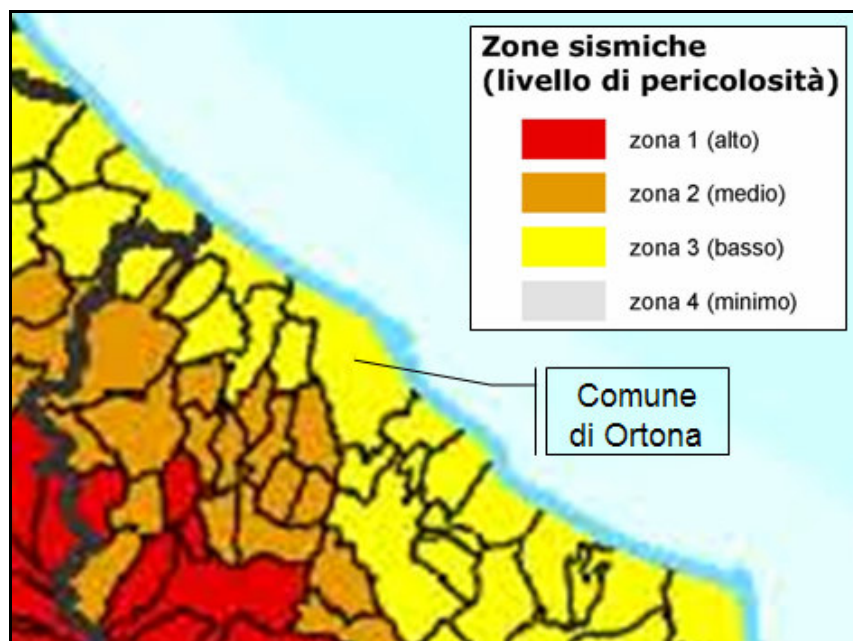 Zone sismiche
(livello di pericolosità)
zona 1 (alto)
zona 2 (medio)
zona 3 (basso)
zona 4 (minimo)
Comune
di Ortona